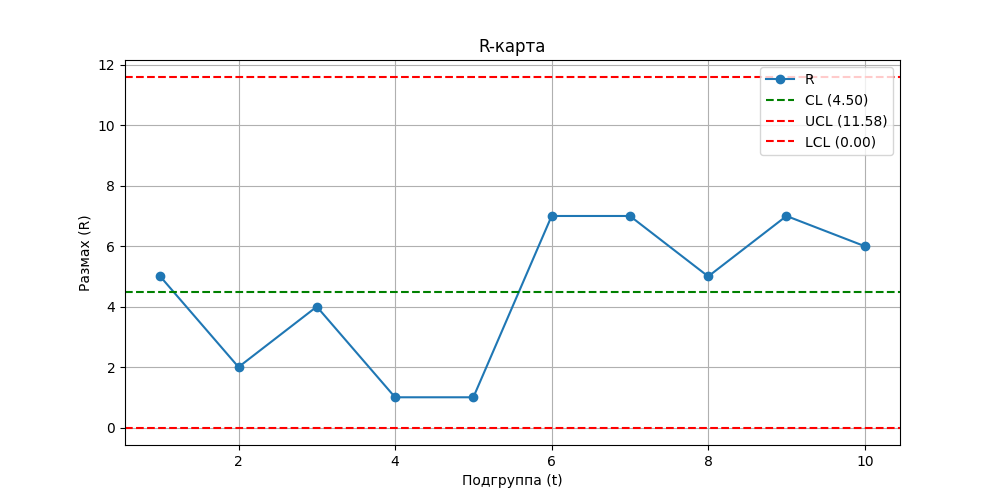 R-карта
12
10
8
6
4
2
0
Размах (R)
R
CL (4.50)
UCL (11.58)
LCL (0.00)
2
4
6
8
10
Подгруппа (t)